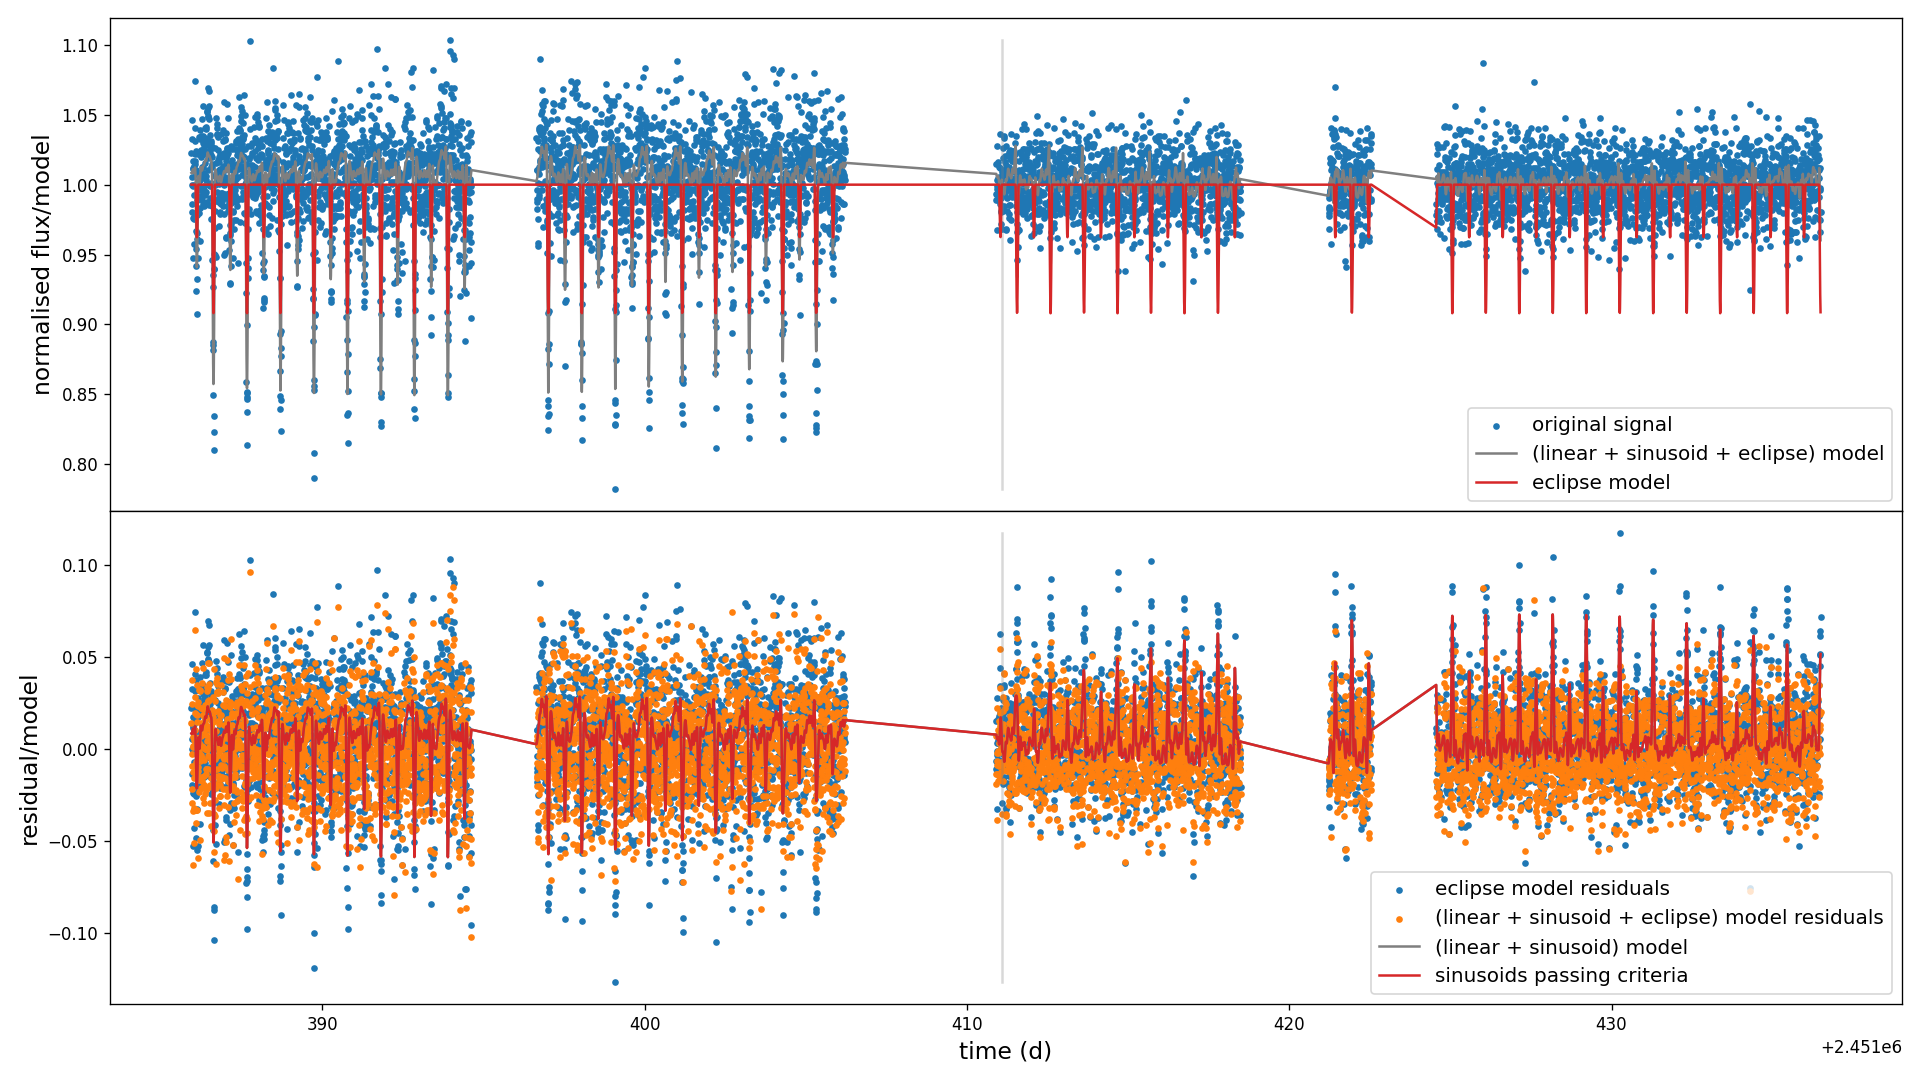 1.10
1.05
1.00
0.95
0.90
0.85
0.80
normalised flux/model
original signal
(linear + sinusoid + eclipse) model
eclipse model
0.10
0.05
0.00
−0.05
−0.10
residual/model
eclipse model residuals
(linear + sinusoid + eclipse) model residuals
(linear + sinusoid) model
sinusoids passing criteria
390
400
410
420
430
time (d)
+2.451e6